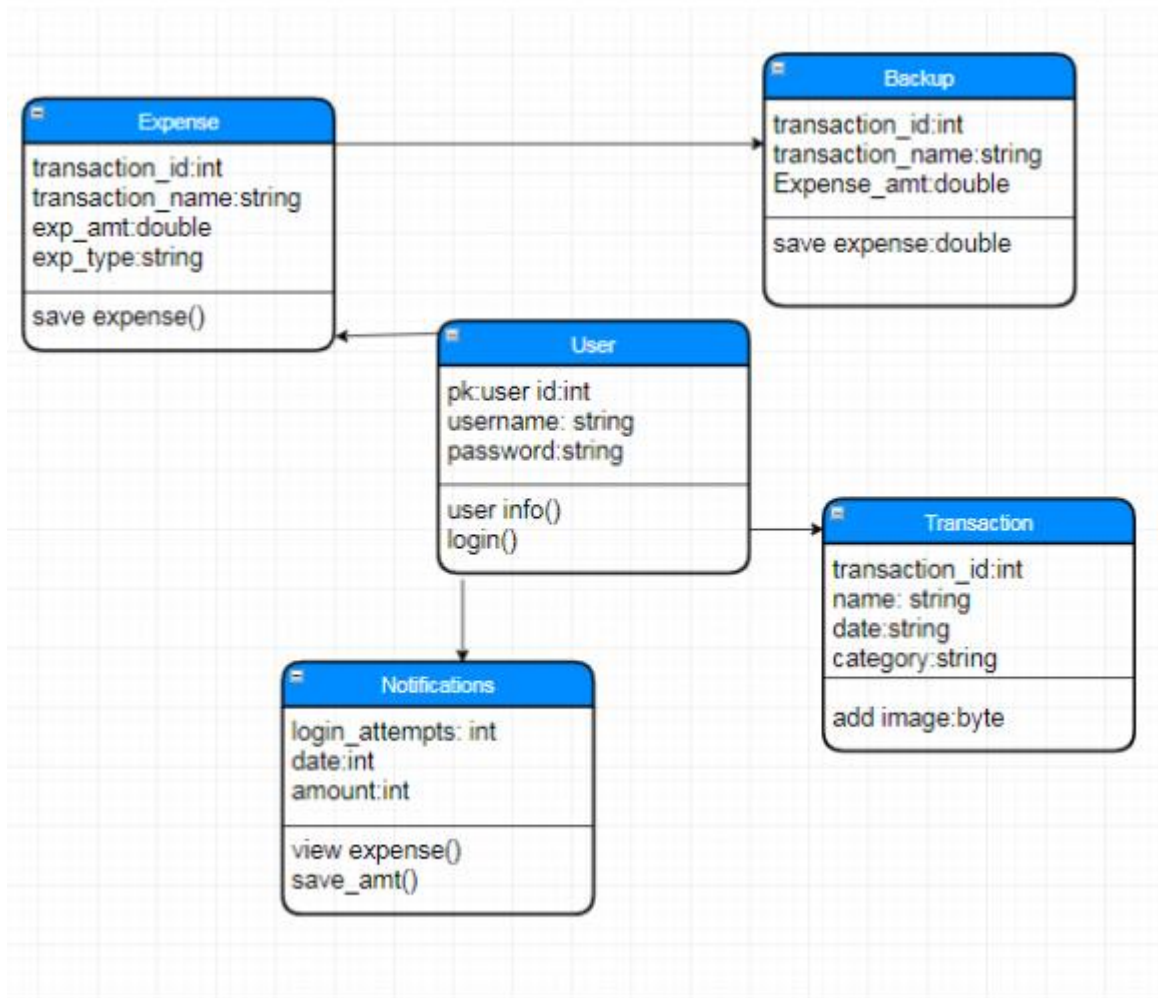 Expense
transaction_id:int
transaction_name:string
exp_amt:double
exp_type:string
save expense()
Backup
transaction_id:int
transaction_name:string
Expense_amt:double
save expense:double
User
pk:user id:int
username: string
password:string
user info()
login()
Transaction
transaction_id:int
name: string
date:string
category:string
add image:byte
Notifications
login_attempts: int
date:int
amount:int
view expense()
save_amt()